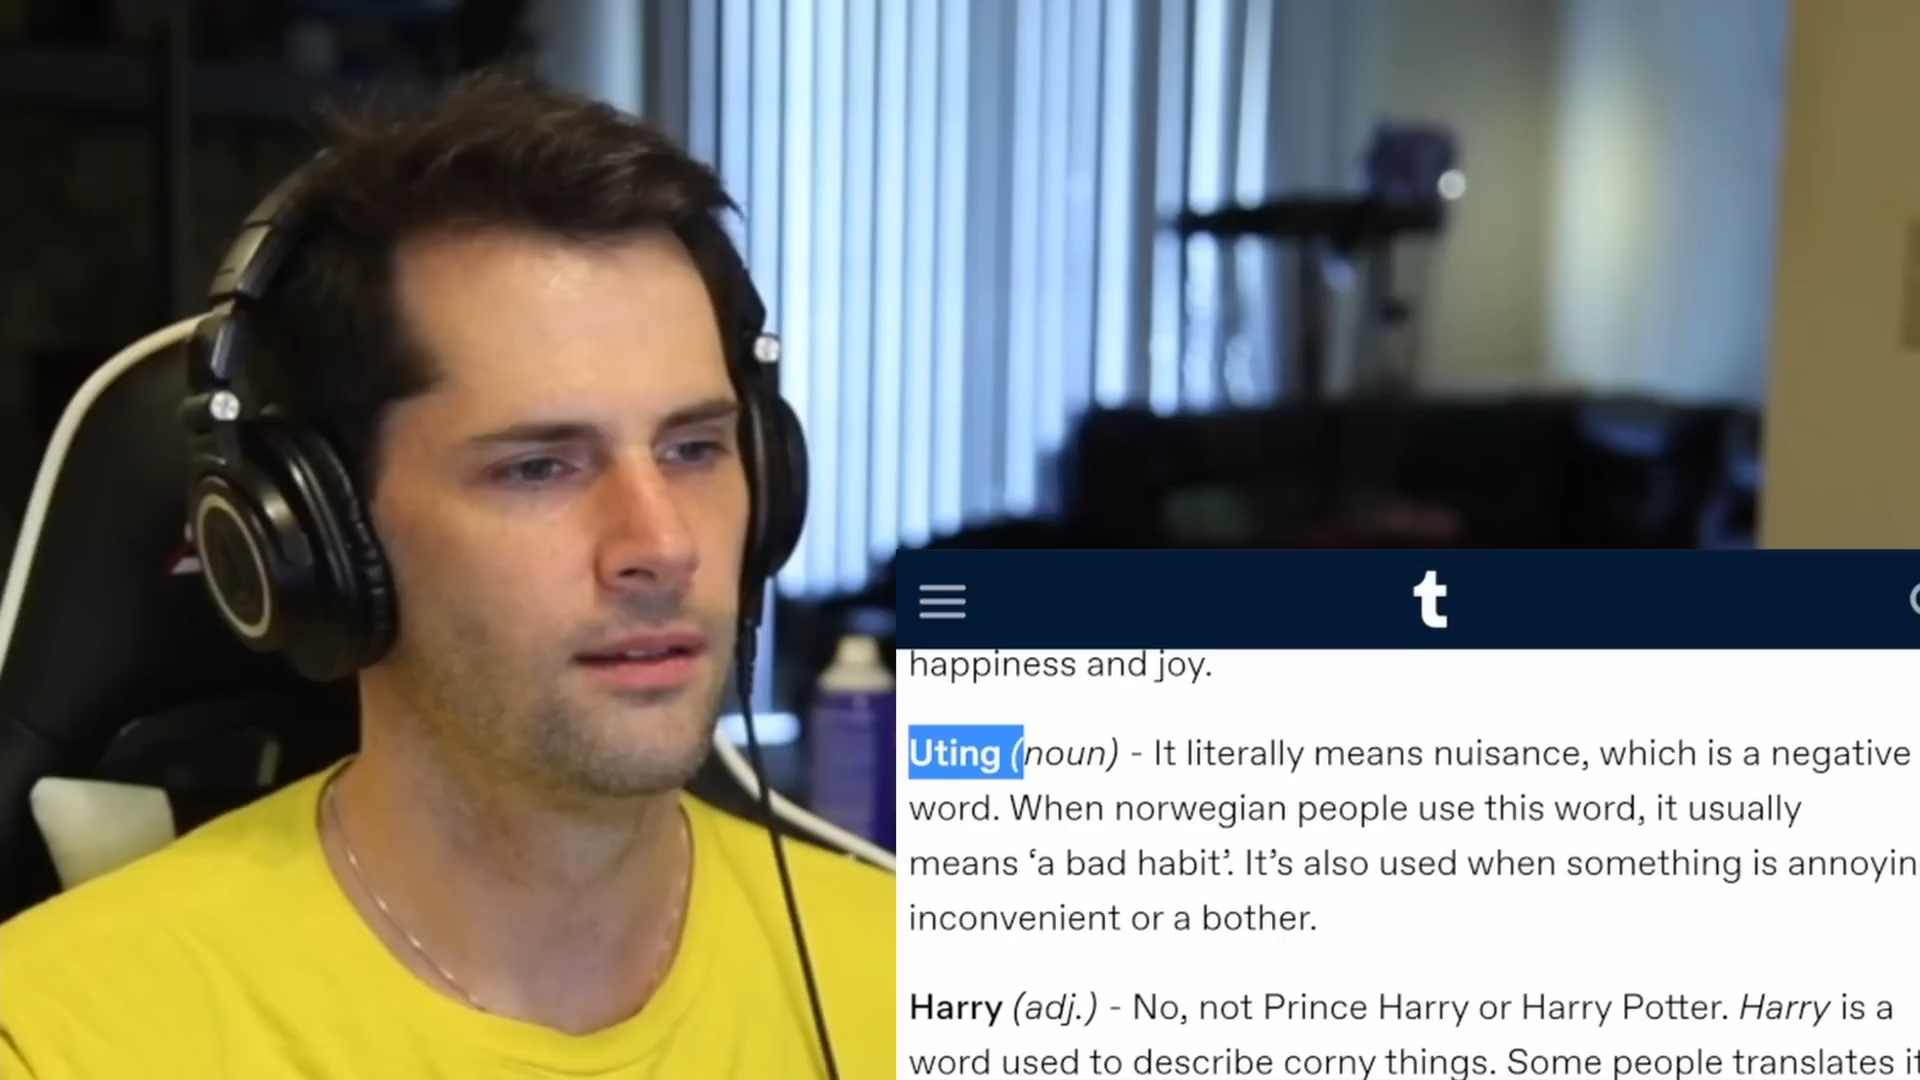 t
happiness and joy.
Uting (noun) - It literally means nuisance, which is a negative
word. When norwegian people use this word, it usually
means ‘a bad habit’. It’s also used when something is annoyin
inconvenient or a bother.
Harry (adj.) - No, not Prince Harry or Harry Potter. Harry is a
word used to describe corny things. Some people translates it